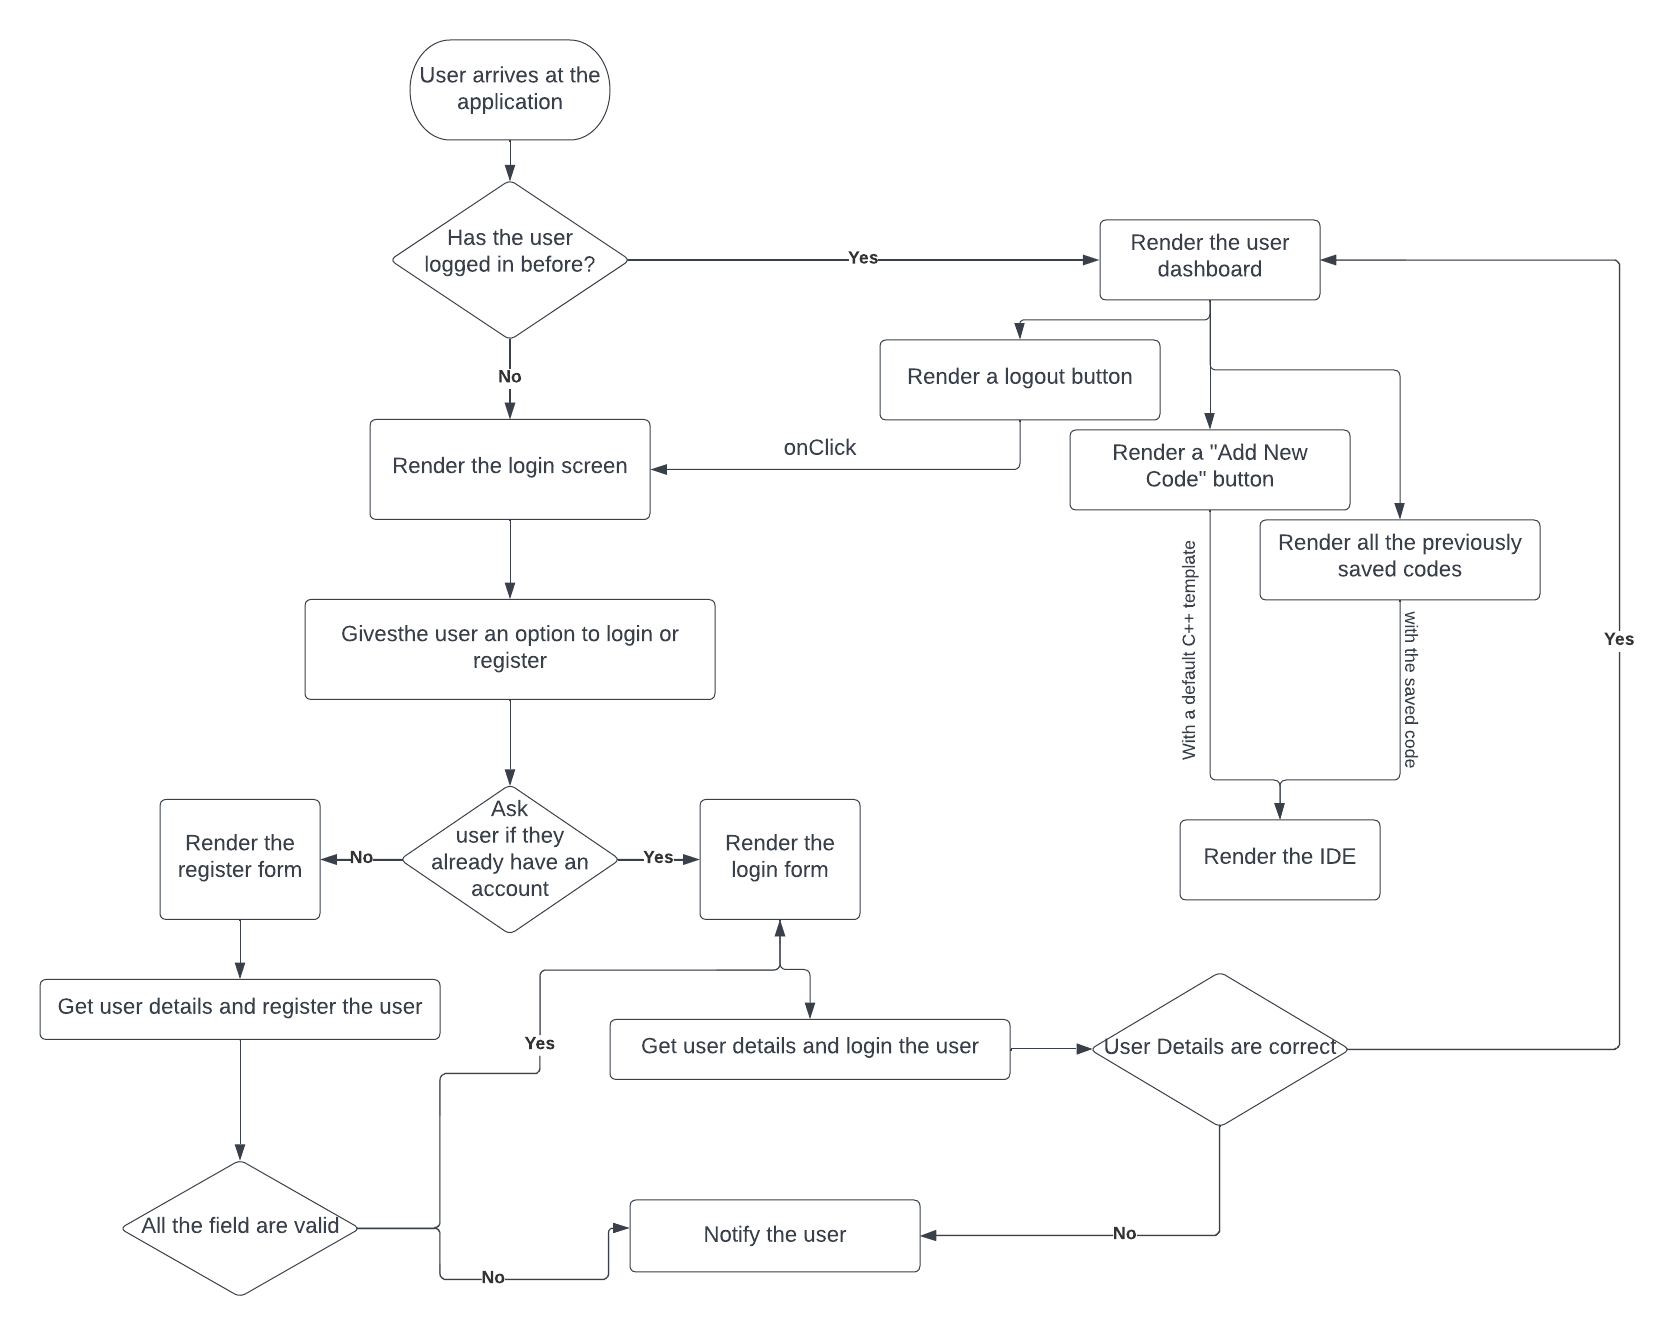 User arrives at the
application
Has the user
logged in before?
Yes
Render the user
dashboard
No
Render a logout button
onClick
Render the login screen
Render a "Add New
Code" button
Render all the previously
saved codes
With a default C++ template
with the saved code
Yes
Givesthe user an option to login or
register
Ask
user if they
already have an
account
No
Yes
Render the
register form
Render the
login form
Render the IDE
Get user details and register the user
Yes
Get user details and login the user
User Details are correct
All the field are valid
No
Notify the user
No